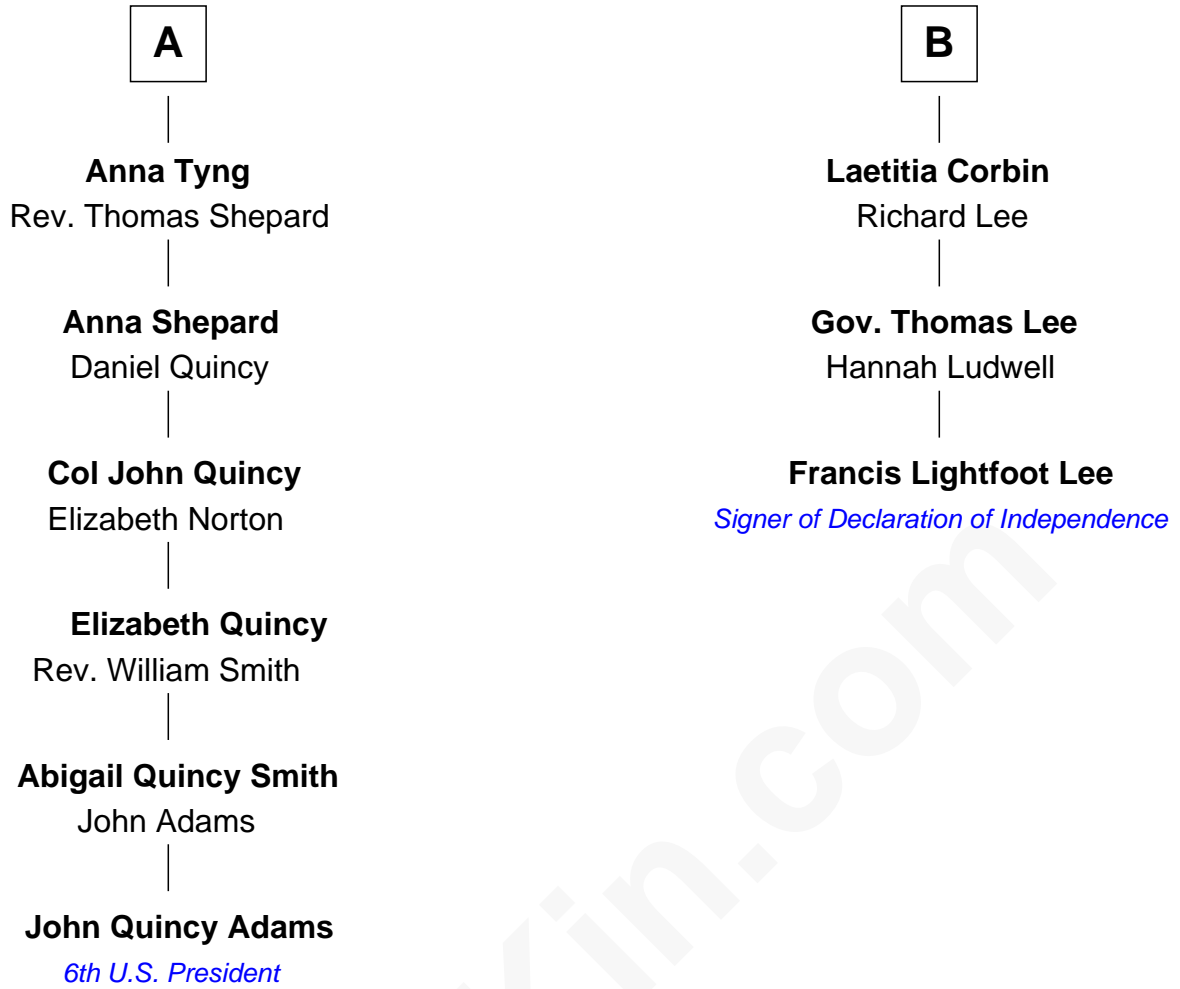 A
Anna Tyng
Rev. Thomas Shepard
Anna Shepard
Daniel Quincy
Col John Quincy
Elizabeth Norton
Elizabeth Quincy
Rev. William Smith
Abigail Quincy Smith
John Adams
John Quincy Adams
6th U.S. President
B
Laetitia Corbin
Richard Lee
Gov. Thomas Lee
Hannah Ludwell
Francis Lightfoot Lee
Signer of Declaration of Independence
Kin.com